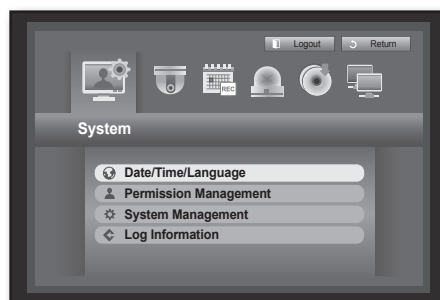 Logout Return
REC
System
Date/Time/Language
Permission Management
System Management
Log Information